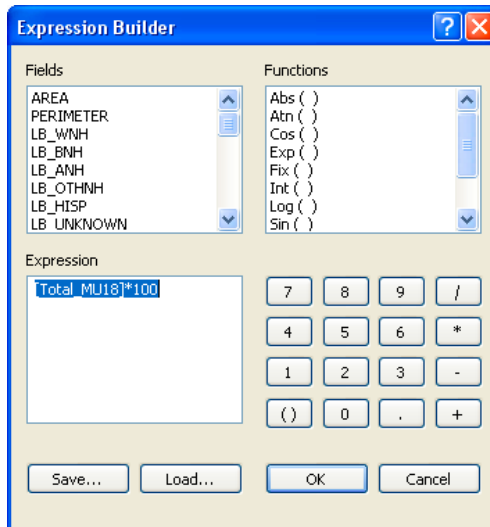 Expression Builder
Fields
AREA
PERIMETER
LB_WNH
LB_BNH
LB_ANH
LB_OTHNH
LB_HISP
LB_UNKNOWN
Functions
Abs ( )
Atn ( )
Cos ( )
Exp ( )
Fix ( )
Int ( )
Log ( )
Sin ( )
Expression
[Total_MU18]*100
7 8 9 /
4 5 6 *
1 2 3 -
( ) 0 . +
Save... Load... OK Cancel